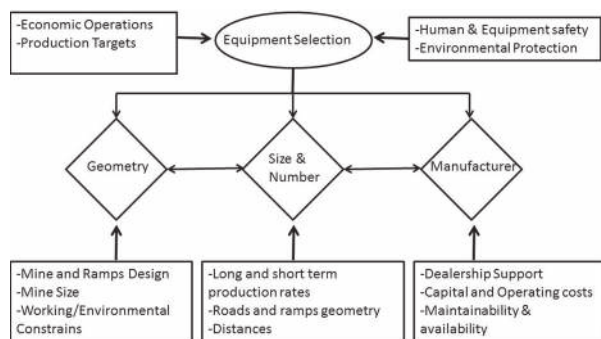 -Economic Operations
-Production Targets
Equipment Selection
-Human & Equipment safety
-Environmental Protection
Geometry
Size &
Number
Manufacturer
-Mine and Ramps Design
-Mine Size
-Working/Environmental
Constrains
-Long and short term
production rates
-Roads and ramps geometry
-Distances
-Dealership Support
-Capital and Operating costs
-Maintainability &
availability